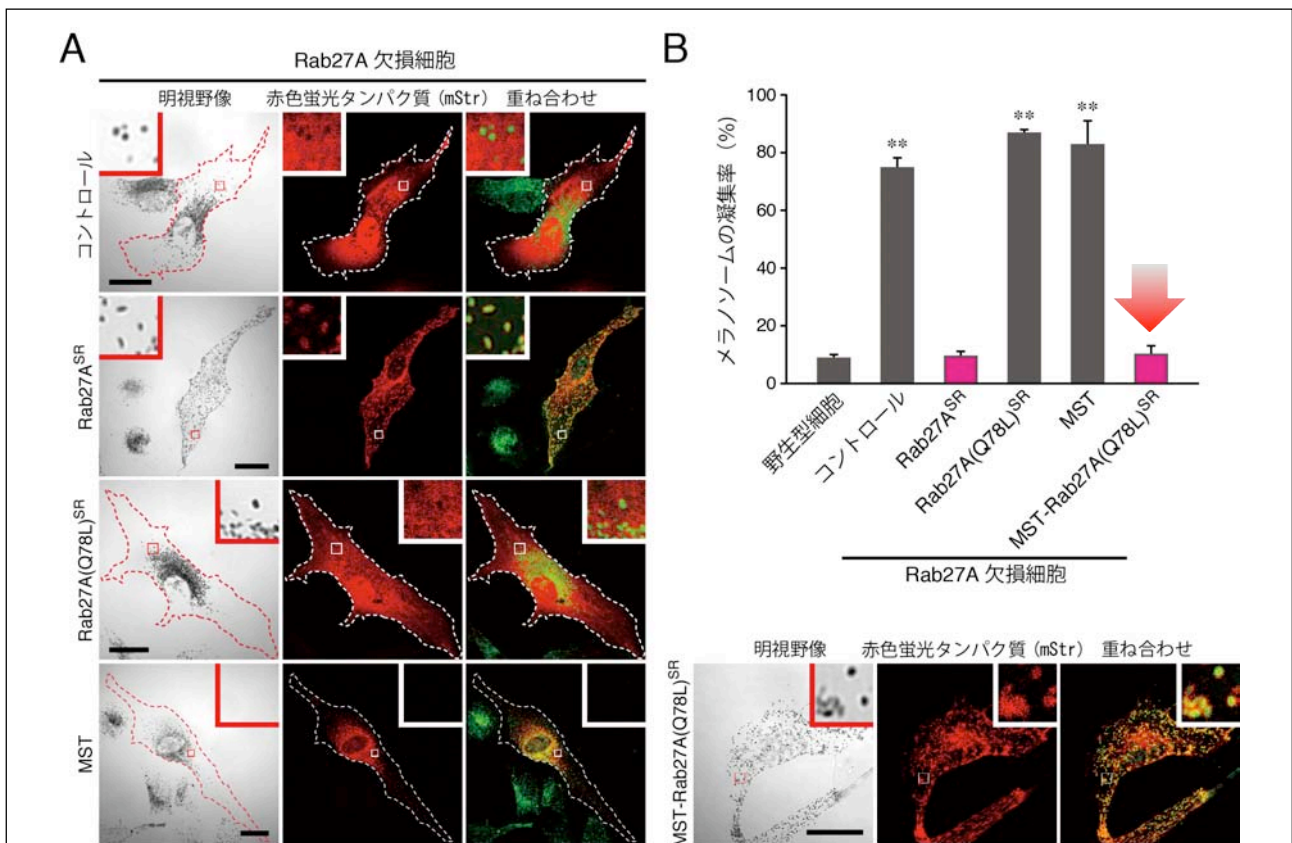 A
Rab27A 欠損細胞
明視野像 赤色蛍光タンパク質 (mStr) 重ね合わせ
コントロール
Rab27A^SR
Rab27A(Q78L)^SR
MST
B
メラノソームの凝集率 (%)
100
80
60
40
20
0
**
**
**
野生型細胞
コントロール
Rab27A^SR
Rab27A(Q78L)^SR
MST
MST-Rab27A(Q78L)^SR
Rab27A 欠損細胞
明視野像 赤色蛍光タンパク質 (mStr) 重ね合わせ
MST-Rab27A(Q78L)^SR